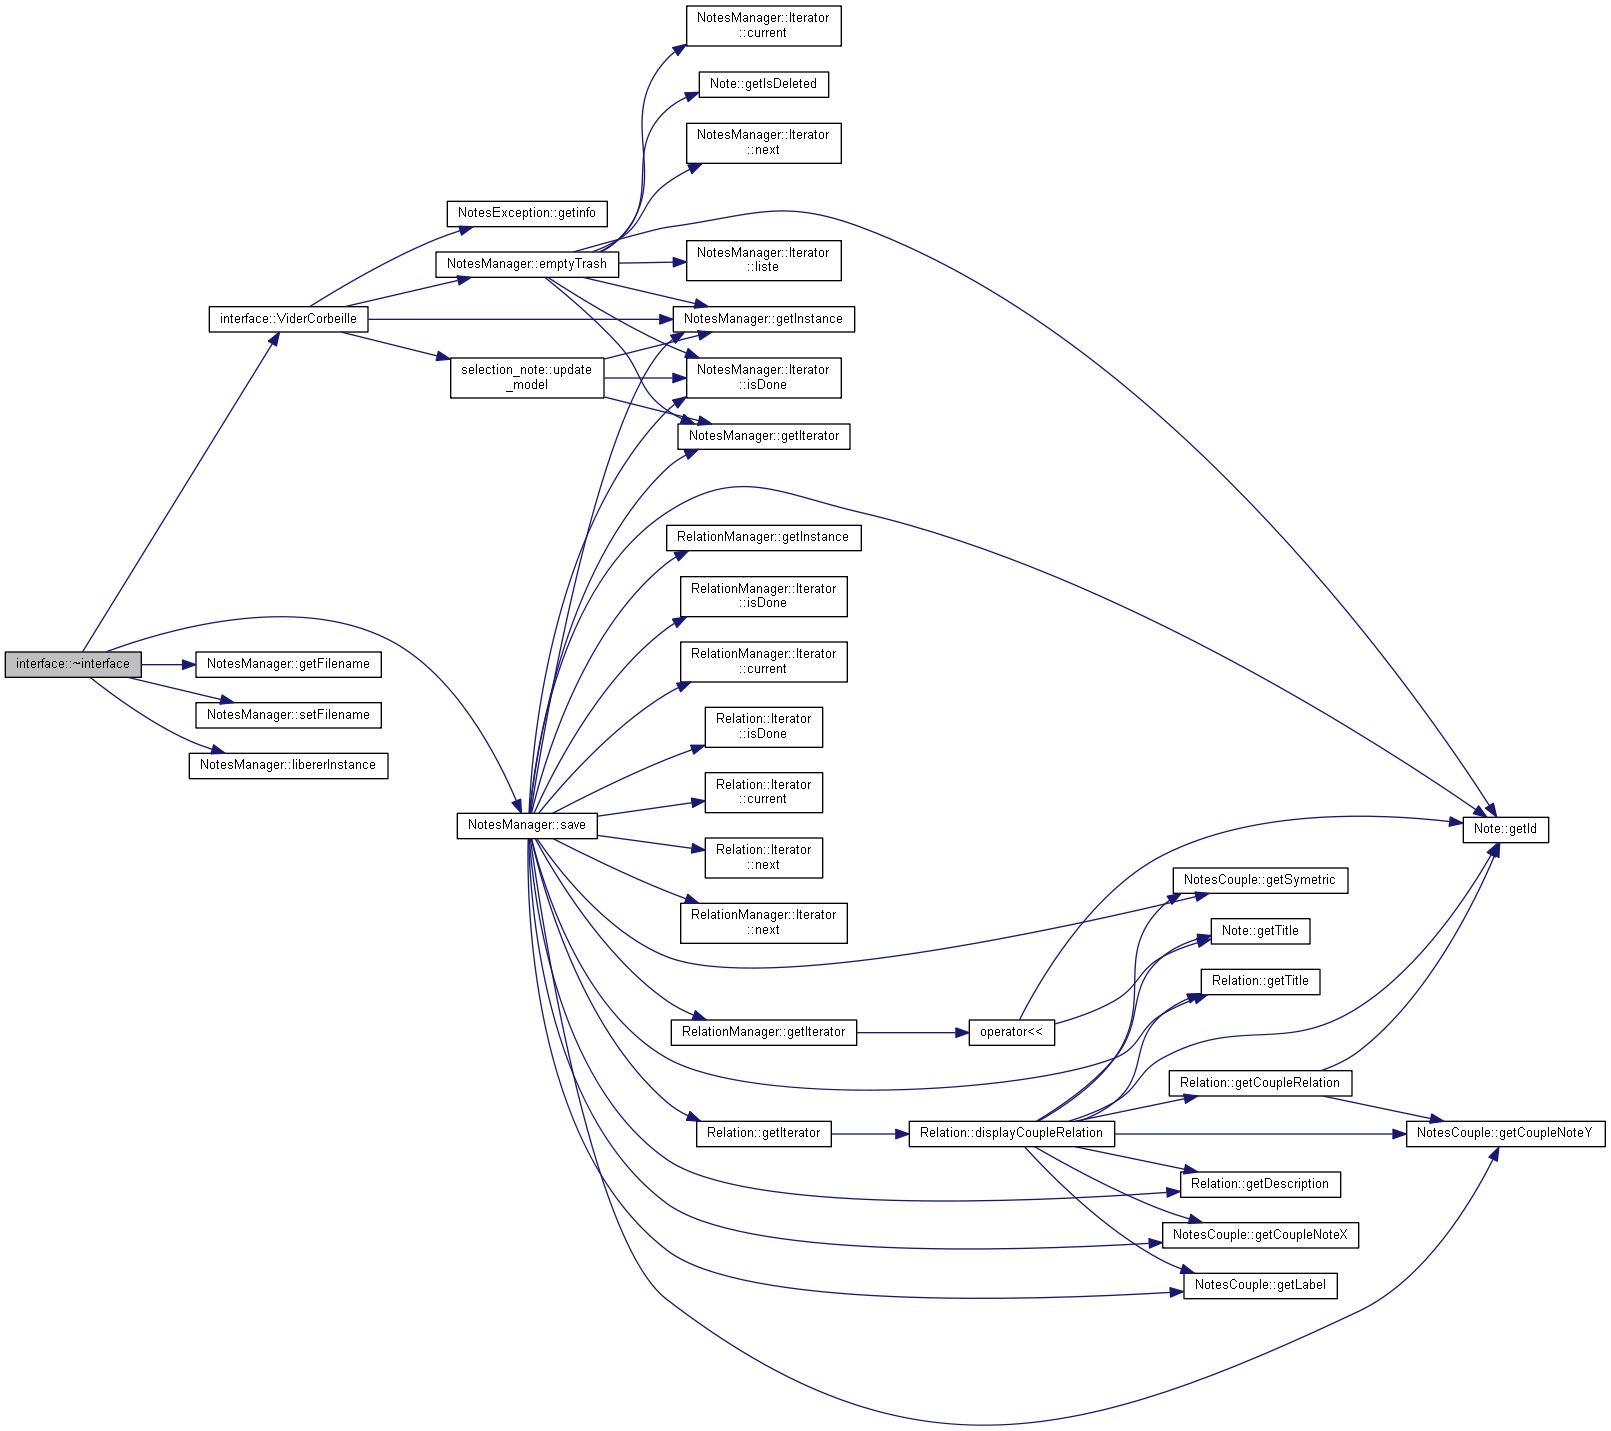 NotesManager::Iterator
::current
Note::getIsDeleted
NotesManager::Iterator
::next
NotesException::getinfo
NotesManager::emptyTrash
NotesManager::Iterator
::liste
interface::ViderCorbeille
NotesManager::getInstance
selection_note::update
_model
NotesManager::Iterator
::isDone
NotesManager::getIterator
RelationManager::getInstance
RelationManager::Iterator
::isDone
interface::~interface
NotesManager::getFilename
RelationManager::Iterator
::current
NotesManager::setFilename
Relation::Iterator
::isDone
NotesManager::libererInstance
Relation::Iterator
::current
NotesManager::save
Note::getId
Relation::Iterator
::next
NotesCouple::getSymetric
RelationManager::Iterator
::next
Note::getTitle
Relation::getTitle
RelationManager::getIterator
operator<<
Relation::getCoupleRelation
Relation::getIterator
Relation::displayCoupleRelation
NotesCouple::getCoupleNoteY
Relation::getDescription
NotesCouple::getCoupleNoteX
NotesCouple::getLabel